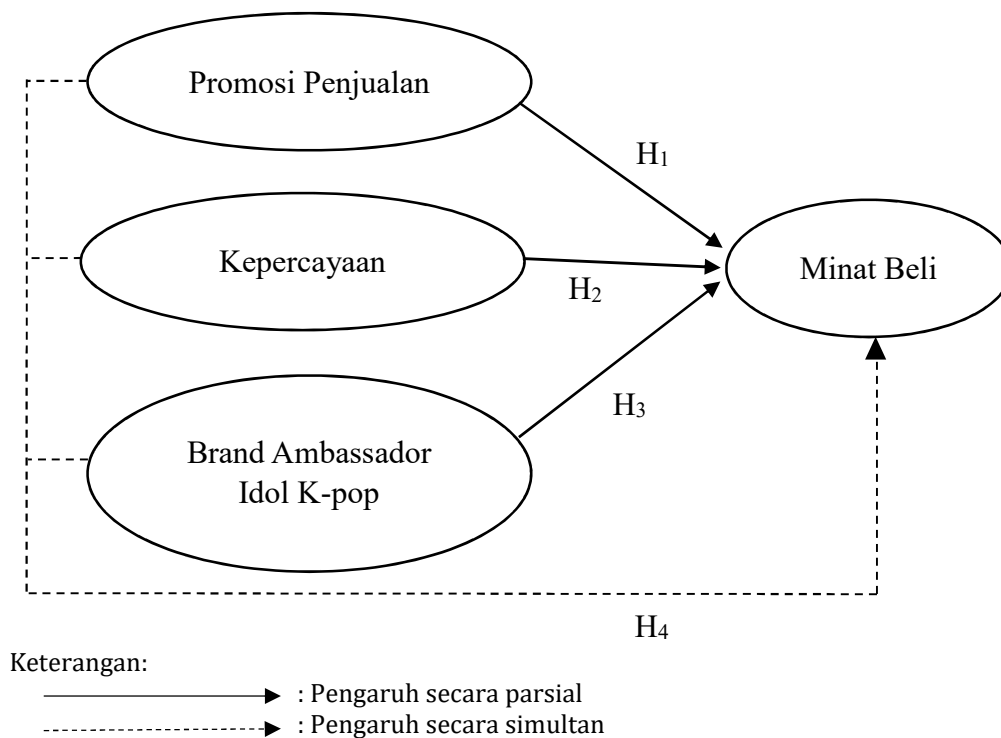 Promosi Penjualan
H₁
Kepercayaan
H₂
Minat Beli
H₃
Brand Ambassador
Idol K-pop
H₄
Keterangan:
: Pengaruh secara parsial
: Pengaruh secara simultan